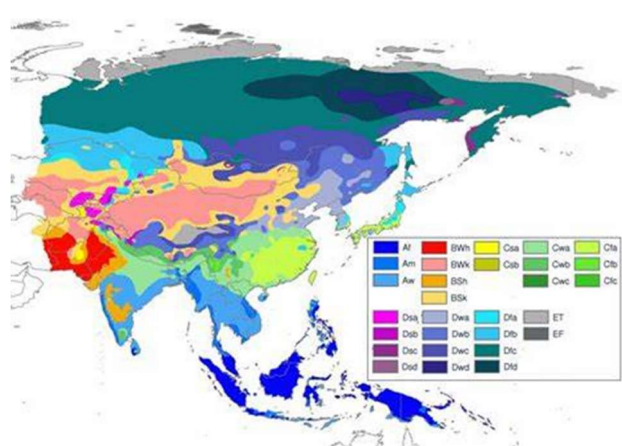 Af BWh Csa Cwa Cfa
Am BWk Csb Cwb Cfb
Aw BSh Cwc Cfc
BSk
Dsa Dwa Dfa ET
Dsb Dwb Dfb EF
Dsc Dwc Dfc
Dsd Dwd Dfd